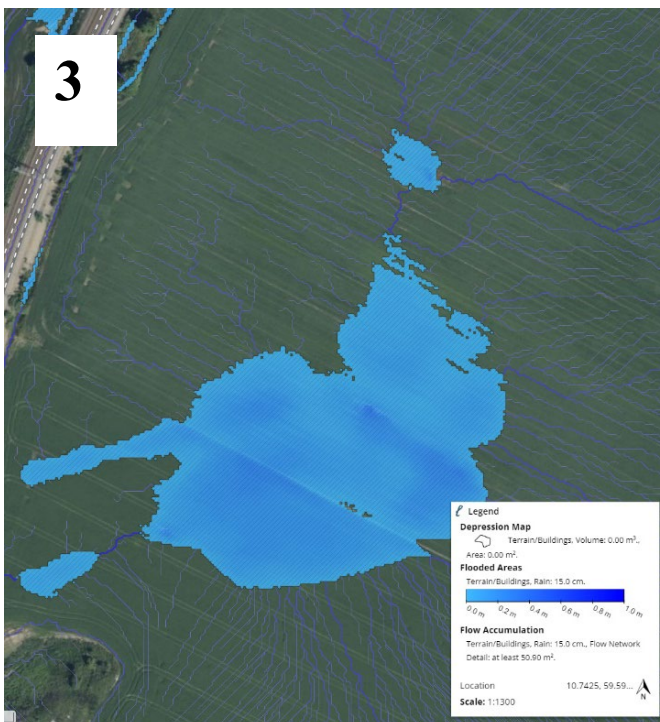 3
Legend
Depression Map
Terrain/Buildings, Volume: 0.00 m³.,
Area: 0.00 m².
Flooded Areas
Terrain/Buildings, Rain: 15.0 cm.
0.0 m 0.2 m 0.4 m 0.6 m 0.8 m 1.0 m
Flow Accumulation
Terrain/Buildings, Rain: 15.0 cm., Flow Network
Detail: at least 50.90 m².
Location 10.7425, 59.59...
N
Scale: 1:1300